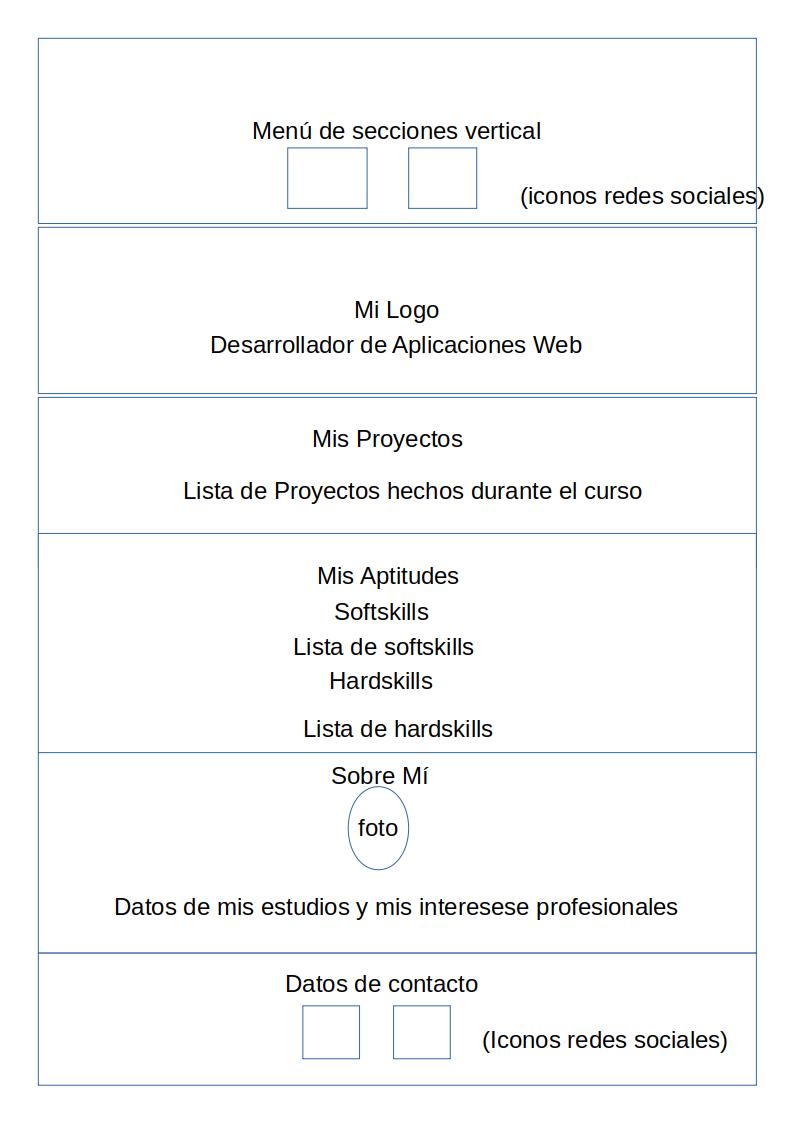 Menú de secciones vertical
(iconos redes sociales)
Mi Logo
Desarrollador de Aplicaciones Web
Mis Proyectos
Lista de Proyectos hechos durante el curso
Mis Aptitudes
Softskills
Lista de softskills
Hardskills
Lista de hardskills
Sobre Mí
foto
Datos de mis estudios y mis interesese profesionales
Datos de contacto
(Iconos redes sociales)